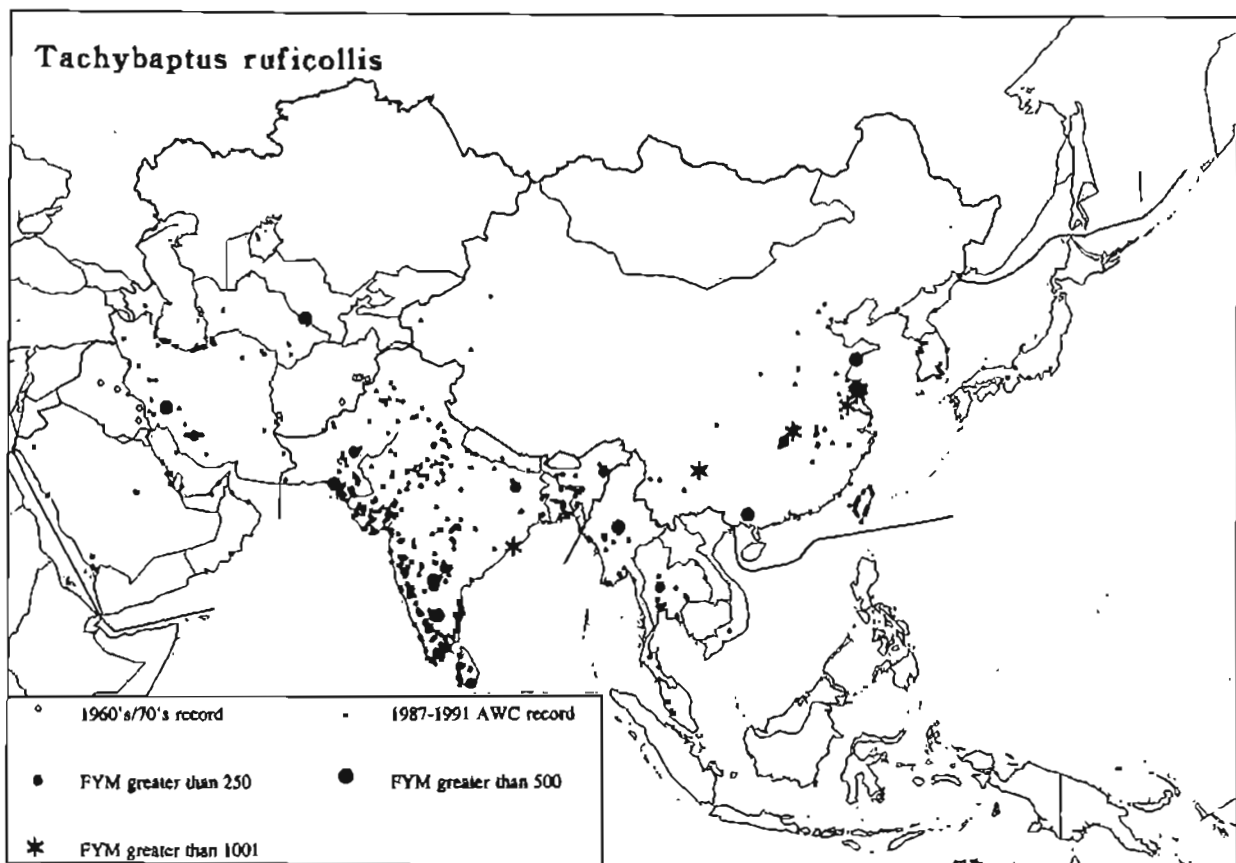 Tachybaptus ruficollis
1960's/70's record
1987-1991 AWC record
FYM greater than 250
FYM greater than 500
FYM greater than 1001